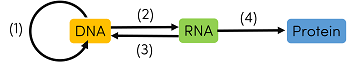 (1) DNA (2) RNA (4) Protein
(3)